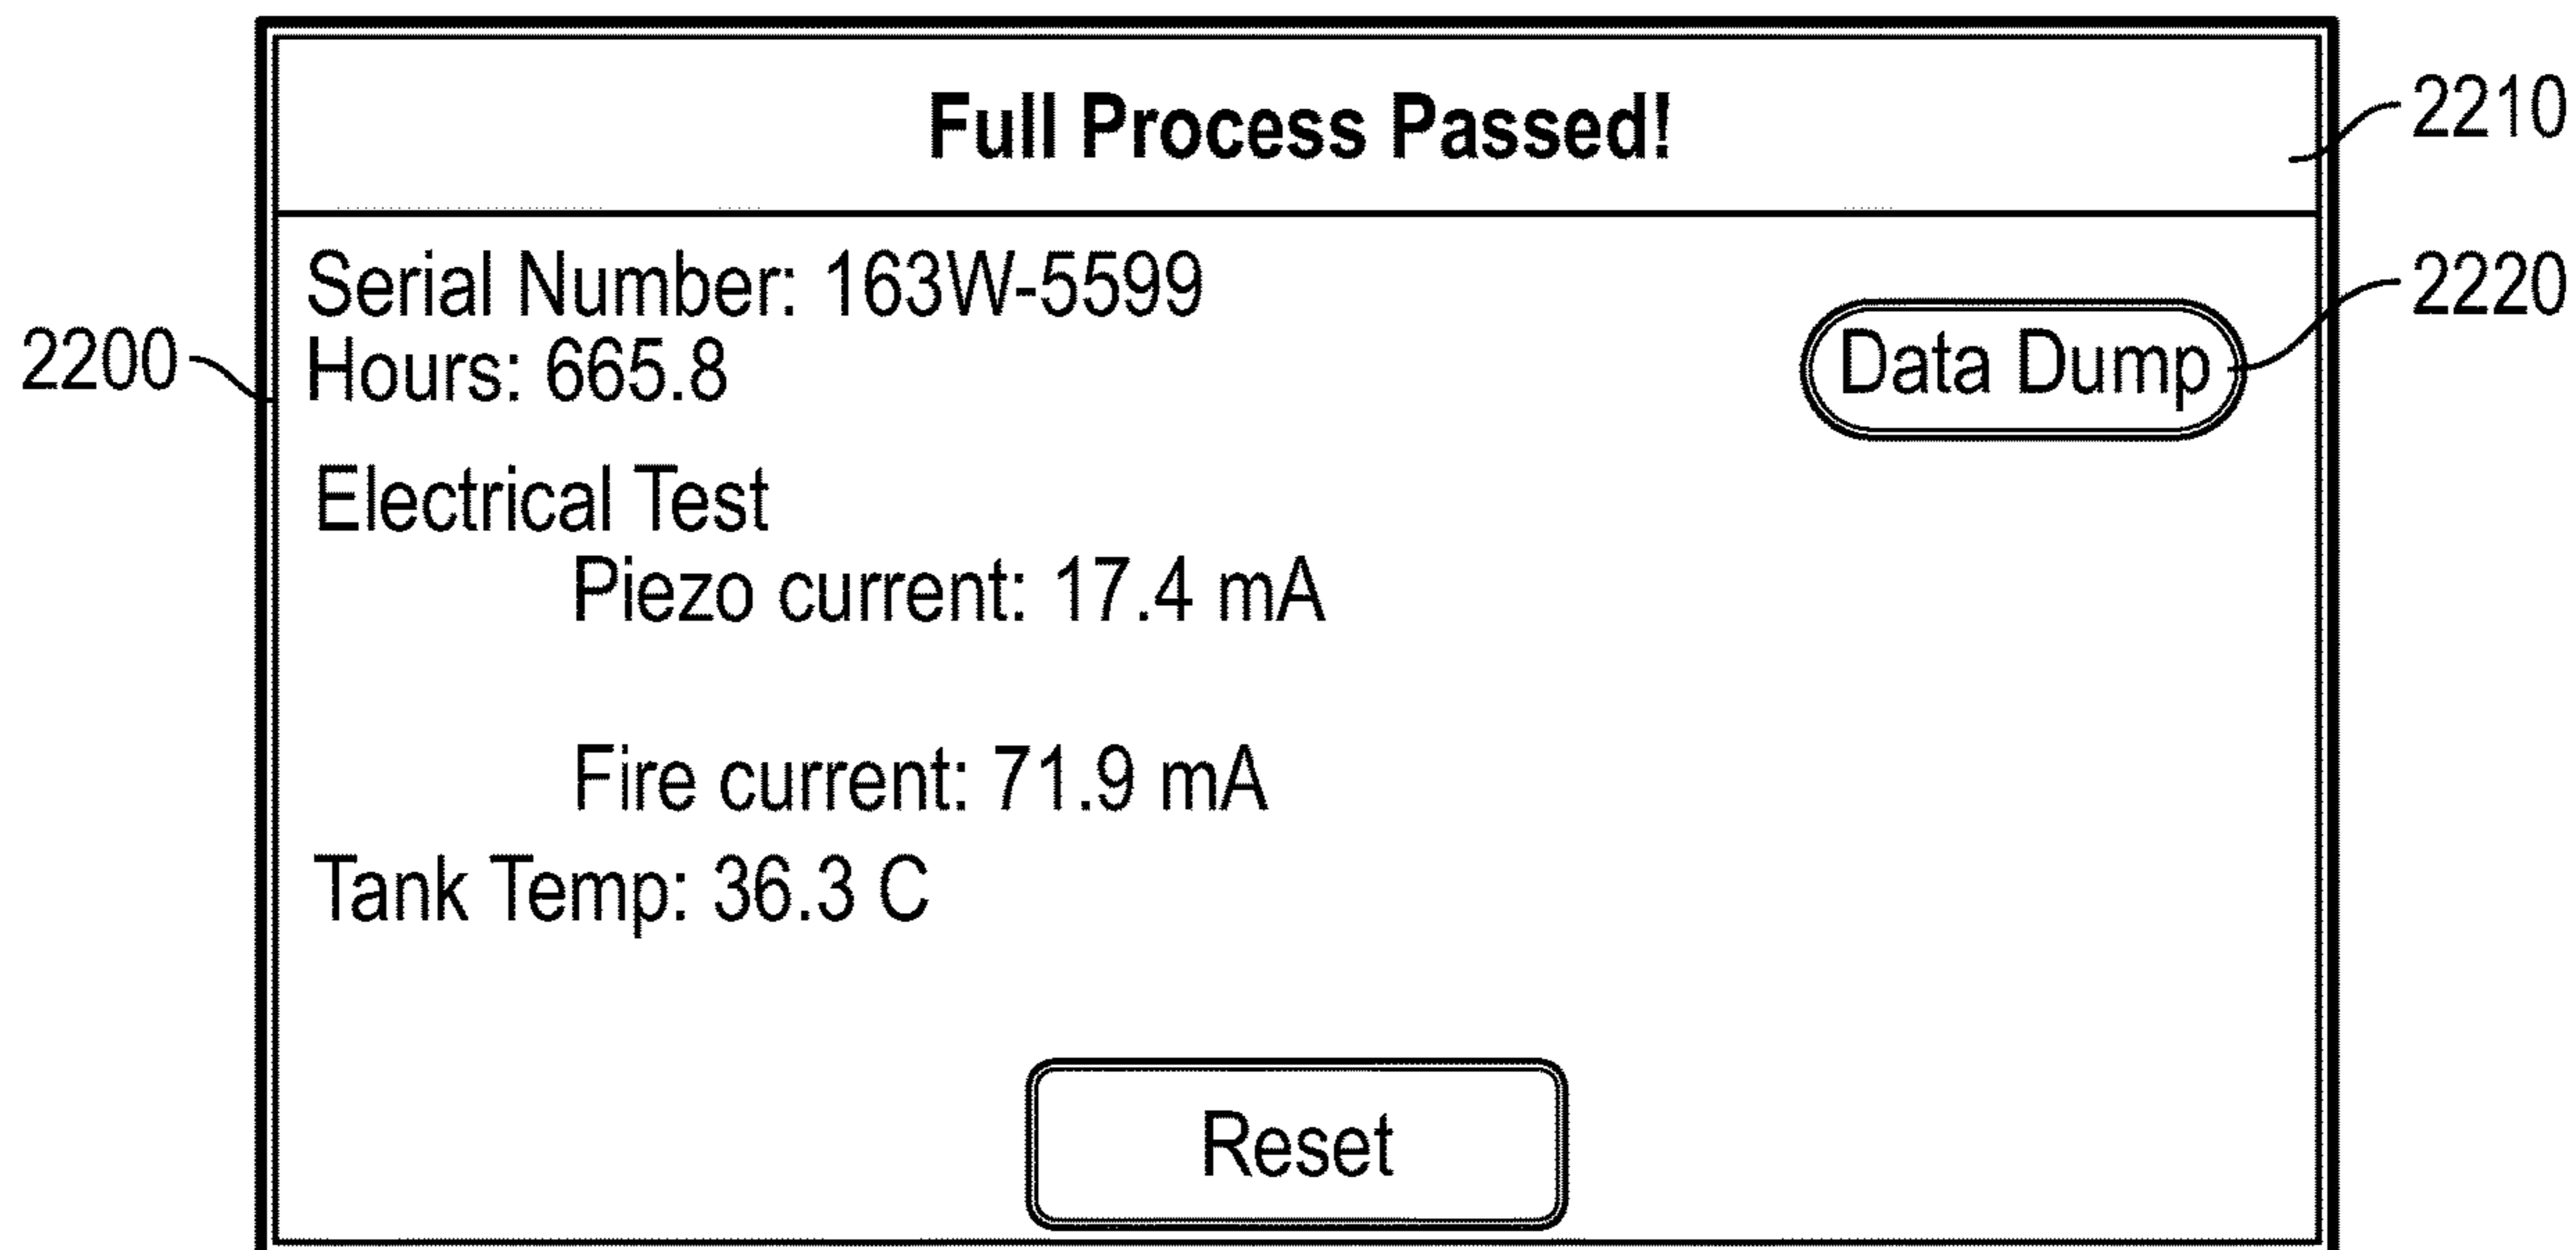 Full Process Passed!
2210
Serial Number: 163W-5599
2220
2200
Hours: 665.8
Data Dump
Electrical Test
Piezo current: 17.4 mA
Fire current: 71.9 mA
Tank Temp: 36.3 C
Reset